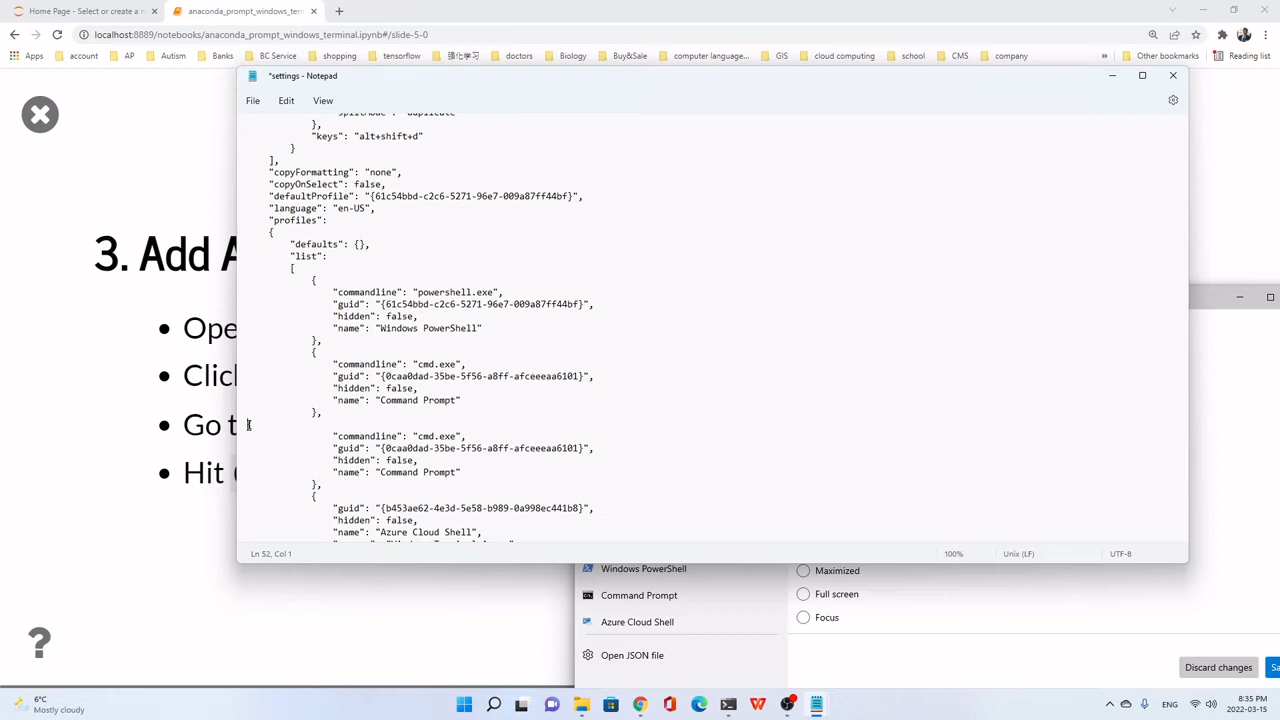 Home Page - Select or create a n
anaconda_prompt_windows_term
localhost:8889/notebooks/anaconda_prompt_windows_terminal.ipynb#/slide-5-0
Apps
account
AP
Autism
Banks
shopping
tensorflow
强化学习
doctors
Biology
Buy&Sale
computer language...
GIS
cloud computing
school
CMS
company
»
Reading list
*settings - Notepad
File
Edit
View
},
"keys": "alt+shift+d"
}
],
"copyFormatting": "none",
"copyOnSelect": false,
"defaultProfile": "{61c54bbd-c2c6-5271-96e7-009a87ff44bf}",
"language": "en-US",
"profiles":
{
"defaults": {},
"list":
[
{
"commandline": "powershell.exe",
"guid": "{61c54bbd-c2c6-5271-96e7-009a87ff44bf}",
"hidden": false,
"name": "Windows PowerShell"
},
{
"commandline": "cmd.exe",
"guid": "{0caa0dad-35be-5f56-a8ff-afceeeaa6101}",
"hidden": false,
"name": "Command Prompt"
},
"commandline": "cmd.exe",
"guid": "{0caa0dad-35be-5f56-a8ff-afceeeaa6101}",
"hidden": false,
"name": "Command Prompt"
},
{
"guid": "{b453ae62-4e3d-5e58-b989-0a998ec441b8}",
"hidden": false,
"name": "Azure Cloud Shell",
Ln 52, Col 1
100%
Unix (LF)
UTF-8
3. Add A
• Ope
• Clic
• Go t
• Hit
?
Windows PowerShell
Command Prompt
Azure Cloud Shell
Open JSON file
Maximized
Full screen
Focus
Discard changes
Sa
6°C
Mostly cloudy
ENG
8:35 PM
2022-03-15